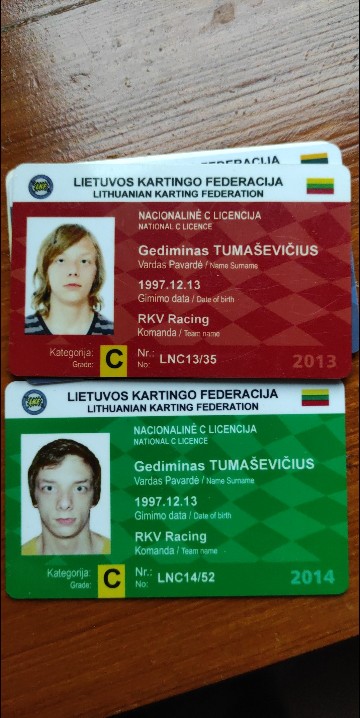 FEDERACIJA
LKF
LIETUVOS KARTINGO FEDERACIJA
LITHUANIAN KARTING FEDERATION
NACIONALINĖ C LICENCIJA
NATIONAL C LICENCE
Gediminas TUMAŠEVIČIUS
Vardas Pavardė / Name Surname
1997.12.13
Gimimo data / Date of birth
RKV Racing
Komanda / Team name
Kategorija: C Nr.: LNC13/35
Grade: No:
2013
LIETUVOS KARTINGO FEDERACIJA
LITHUANIAN KARTING FEDERATION
NACIONALINĖ C LICENCIJA
NATIONAL C LICENCE
Gediminas TUMAŠEVIČIUS
Vardas Pavardė / Name Surname
1997.12.13
Gimimo data / Date of birth
RKV Racing
Komanda / Team name
Kategorija: C Nr.: LNC14/52
Grade: No:
2014